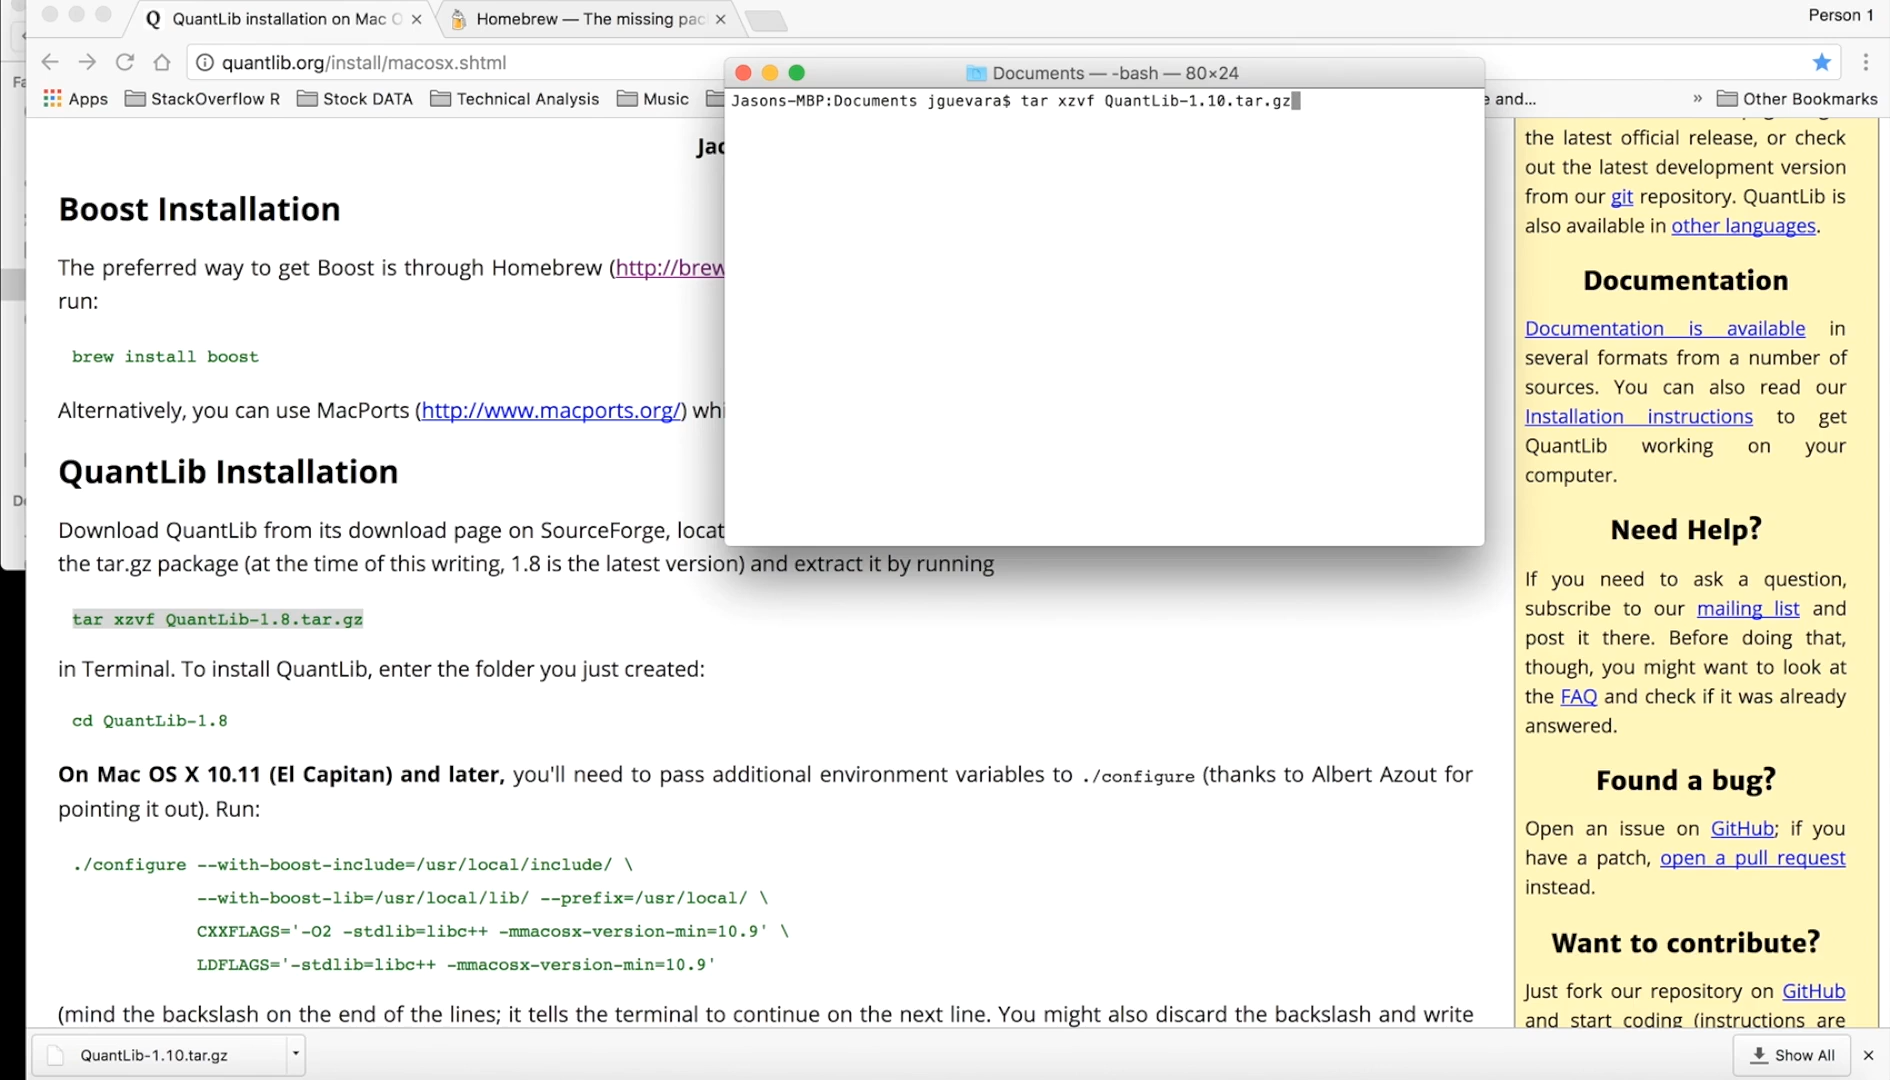 QuantLib installation on Mac O
Homebrew — The missing pac
Person 1
quantlib.org/install/macosx.shtml
Apps
StackOverflow R
Stock DATA
Technical Analysis
Music
e and...
»
Other Bookmarks
Documents — -bash — 80×24
Jasons-MBP:Documents jguevara$ tar xzvf QuantLib-1.10.tar.gz
Jac
Boost Installation
The preferred way to get Boost is through Homebrew (http://brew
run:
brew install boost
Alternatively, you can use MacPorts (http://www.macports.org/) whi
QuantLib Installation
Download QuantLib from its download page on SourceForge, locat
the tar.gz package (at the time of this writing, 1.8 is the latest version) and extract it by running
tar xzvf QuantLib-1.8.tar.gz
in Terminal. To install QuantLib, enter the folder you just created:
cd QuantLib-1.8
On Mac OS X 10.11 (El Capitan) and later, you'll need to pass additional environment variables to ./configure (thanks to Albert Azout for
pointing it out). Run:
./configure --with-boost-include=/usr/local/include/ \
--with-boost-lib=/usr/local/lib/ --prefix=/usr/local/ \
CXXFLAGS='-O2 -stdlib=libc++ -mmacosx-version-min=10.9' \
LDFLAGS='-stdlib=libc++ -mmacosx-version-min=10.9'
(mind the backslash on the end of the lines; it tells the terminal to continue on the next line. You might also discard the backslash and write
the latest official release, or check
out the latest development version
from our git repository. QuantLib is
also available in other languages.
Documentation
Documentation is available in
several formats from a number of
sources. You can also read our
Installation instructions to get
QuantLib working on your
computer.
Need Help?
If you need to ask a question,
subscribe to our mailing list and
post it there. Before doing that,
though, you might want to look at
the FAQ and check if it was already
answered.
Found a bug?
Open an issue on GitHub; if you
have a patch, open a pull request
instead.
Want to contribute?
Just fork our repository on GitHub
and start coding (instructions are
QuantLib-1.10.tar.gz
Show All